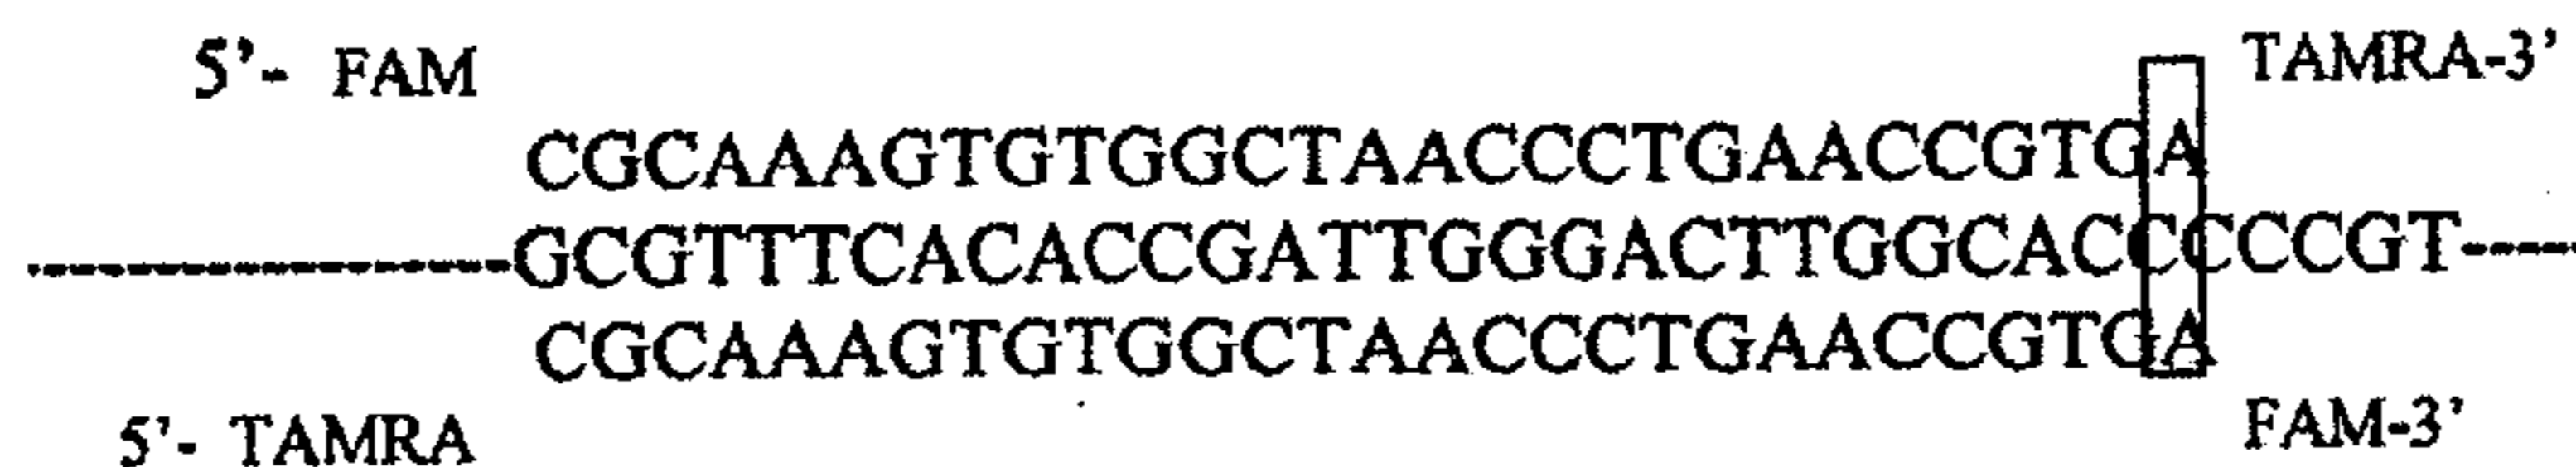 5'- FAM TAMRA-3'
CGCAAAGTGTGGCTAACCCTGAACCGTGA
-----------------GCGTTTCACACCGATTGGGACTTGGCACCCCCGT----
CGCAAAGTGTGGCTAACCCTGAACCGTGA
5'- TAMRA FAM-3'